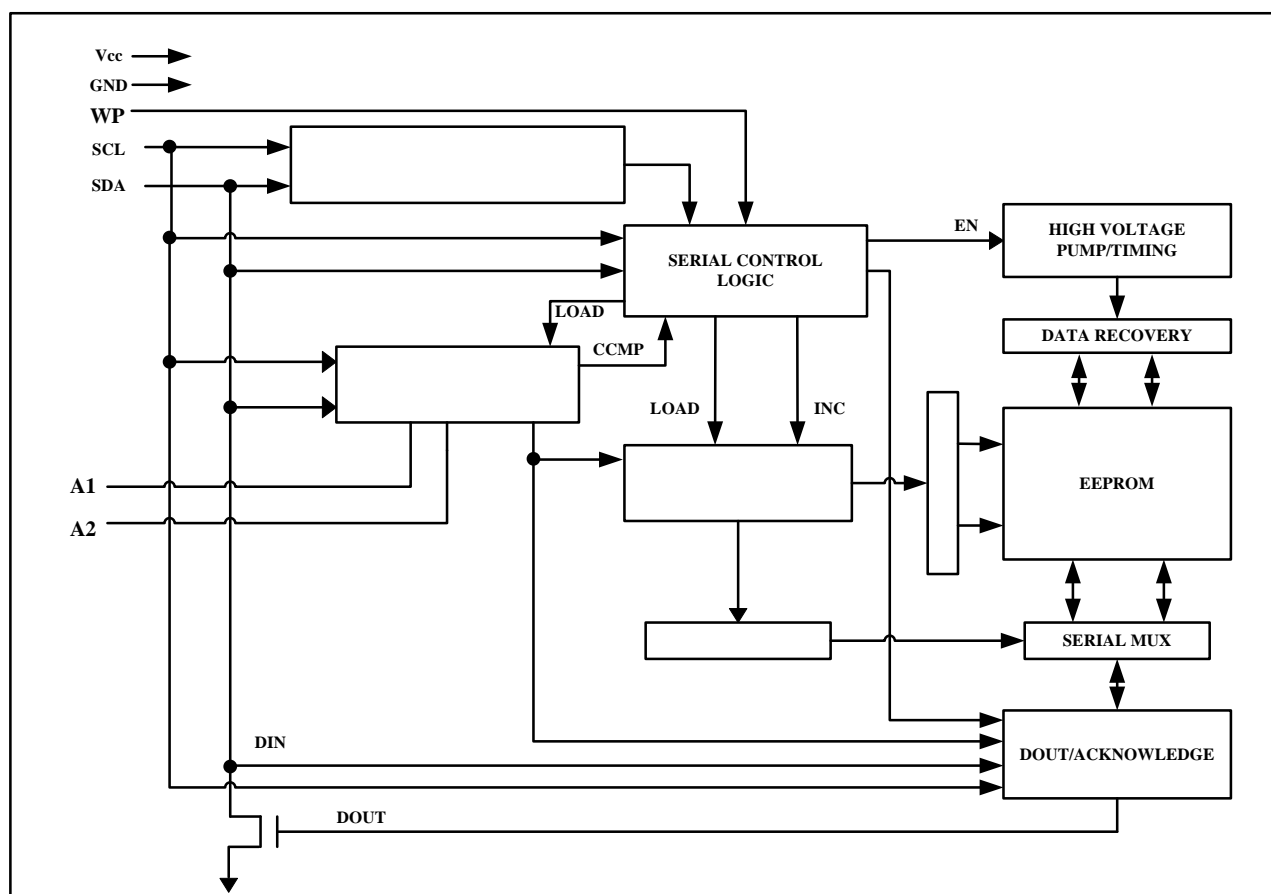 Vcc
GND
WP
SCL
SDA
EN
HIGH VOLTAGE
PUMP/TIMING
SERIAL CONTROL
LOGIC
LOAD
CCMP
DATA RECOVERY
LOAD
INC
A1
A2
EEPROM
SERIAL MUX
DIN
DOUT/ACKNOWLEDGE
DOUT